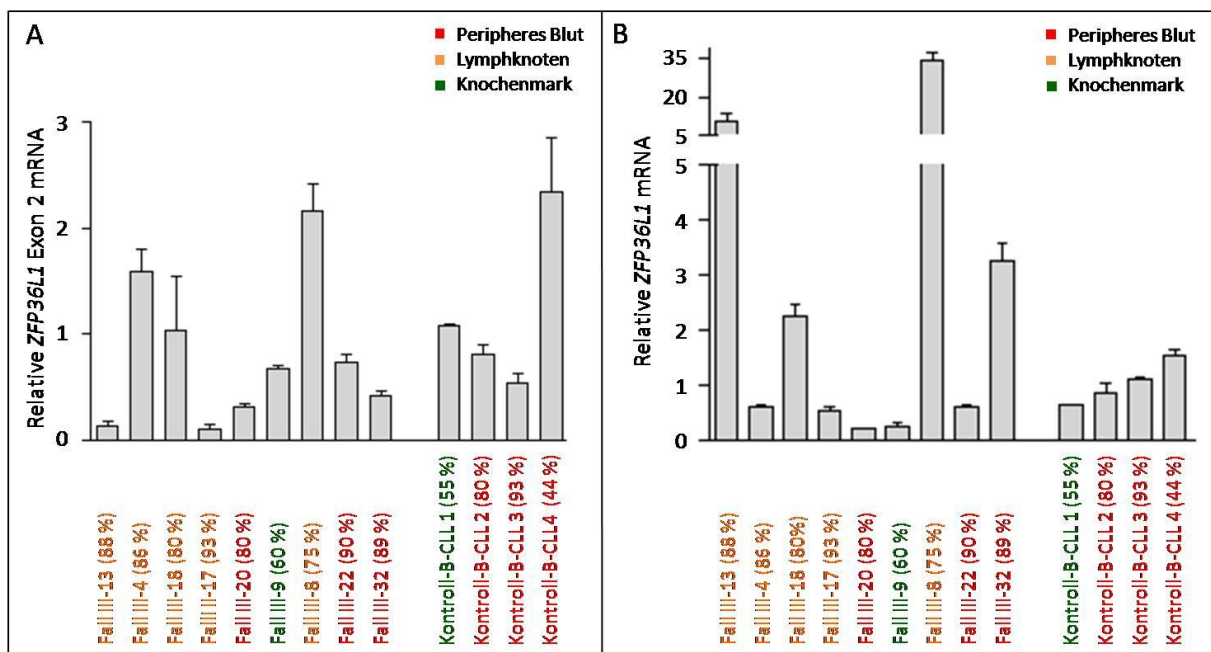 A
Peripheres Blut
Lymphknoten
Knochenmark
Relative ZFP36L1 Exon 2 mRNA
3
2
1
0
Fall III-13 (88 %)
Fall III-4 (86 %)
Fall III-18 (80 %)
Fall III-17 (93 %)
Fall III-20 (80 %)
Fall III-9 (60 %)
Fall III-8 (75 %)
Fall III-22 (90 %)
Fall III-32 (89 %)
Kontroll-B-CLL 1 (55 %)
Kontroll-B-CLL 2 (80 %)
Kontroll-B-CLL 3 (93 %)
Kontroll-B-CLL4 (44 %)
B
Peripheres Blut
Lymphknoten
Knochenmark
Relative ZFP36L1 mRNA
35
20
5
5
4
3
2
1
0
Fall III-13 (88%)
Fall III-4 (86 %)
Fall III-18 (80%)
Fall III-17 (93 %)
Fall III-20 (80 %)
Fall III-9 (60 %)
Fall III-8 (75 %)
Fall III-22 (90 %)
Fall III-32 (89 %)
Kontroll-B-CLL 1 (55 %)
Kontroll-B-CLL 2 (80 %)
Kontroll-B-CLL 3 (93 %)
Kontroll-B-CLL4 (44 %)